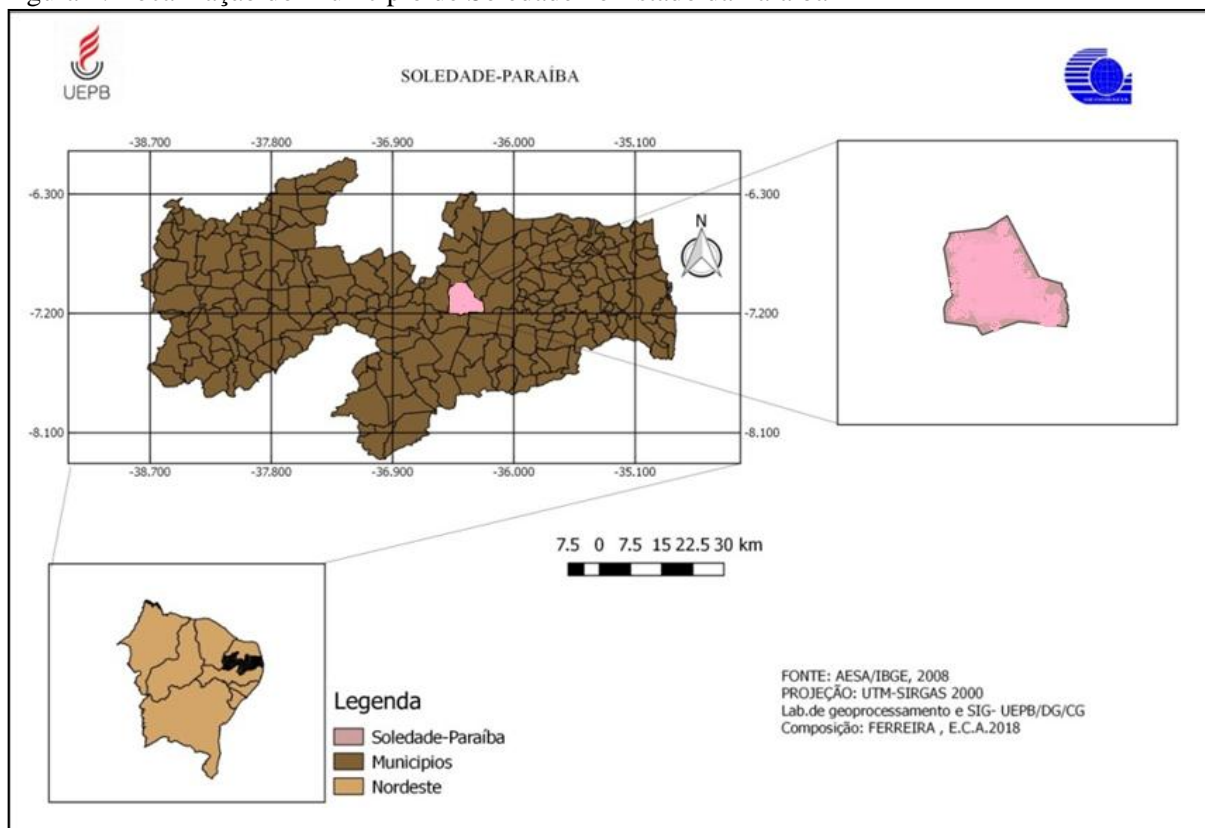 SOLEDADE-PARAÍBA
UEPB
GEOGRAFIA
-38.700 -37.800 -36.900 -36.000 -35.100
-6.300 -6.300
N
-7.200 -7.200
-8.100 -8.100
-38.700 -37.800 -36.900 -36.000 -35.100
7.5 0 7.5 15 22.5 30 km
Legenda
Soledade-Paraíba
Municipios
Nordeste
FONTE: AESA/IBGE, 2008
PROJEÇÃO: UTM-SIRGAS 2000
Lab.de geoprocessamento e SIG- UEPB/DG/CG
Composição: FERREIRA , E.C.A.2018